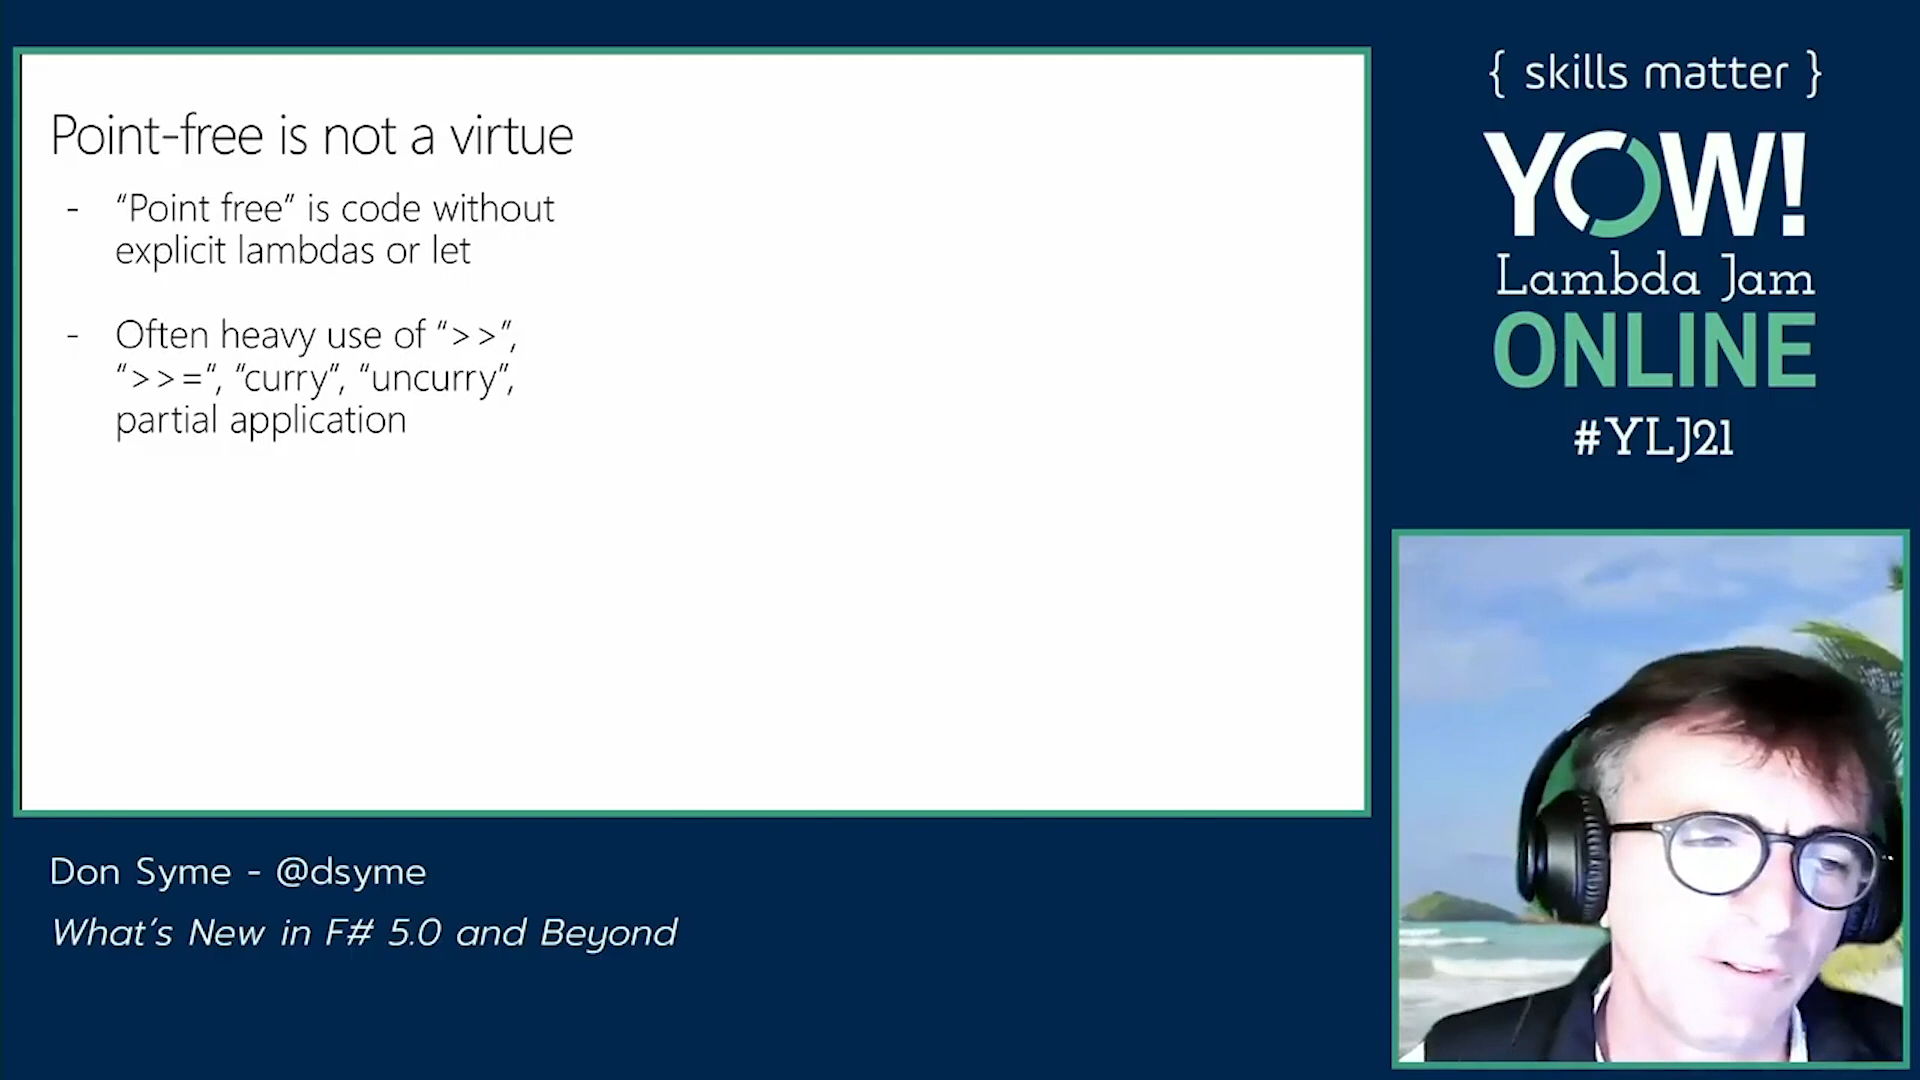 Point-free is not a virtue
- “Point free” is code without
explicit lambdas or let
- Often heavy use of “>>”,
“>>=“, “curry”, “uncurry”,
partial application
{ skills matter }
YOW!
Lambda Jam
ONLINE
#YLJ21
Don Syme - @dsyme
What's New in F# 5.0 and Beyond